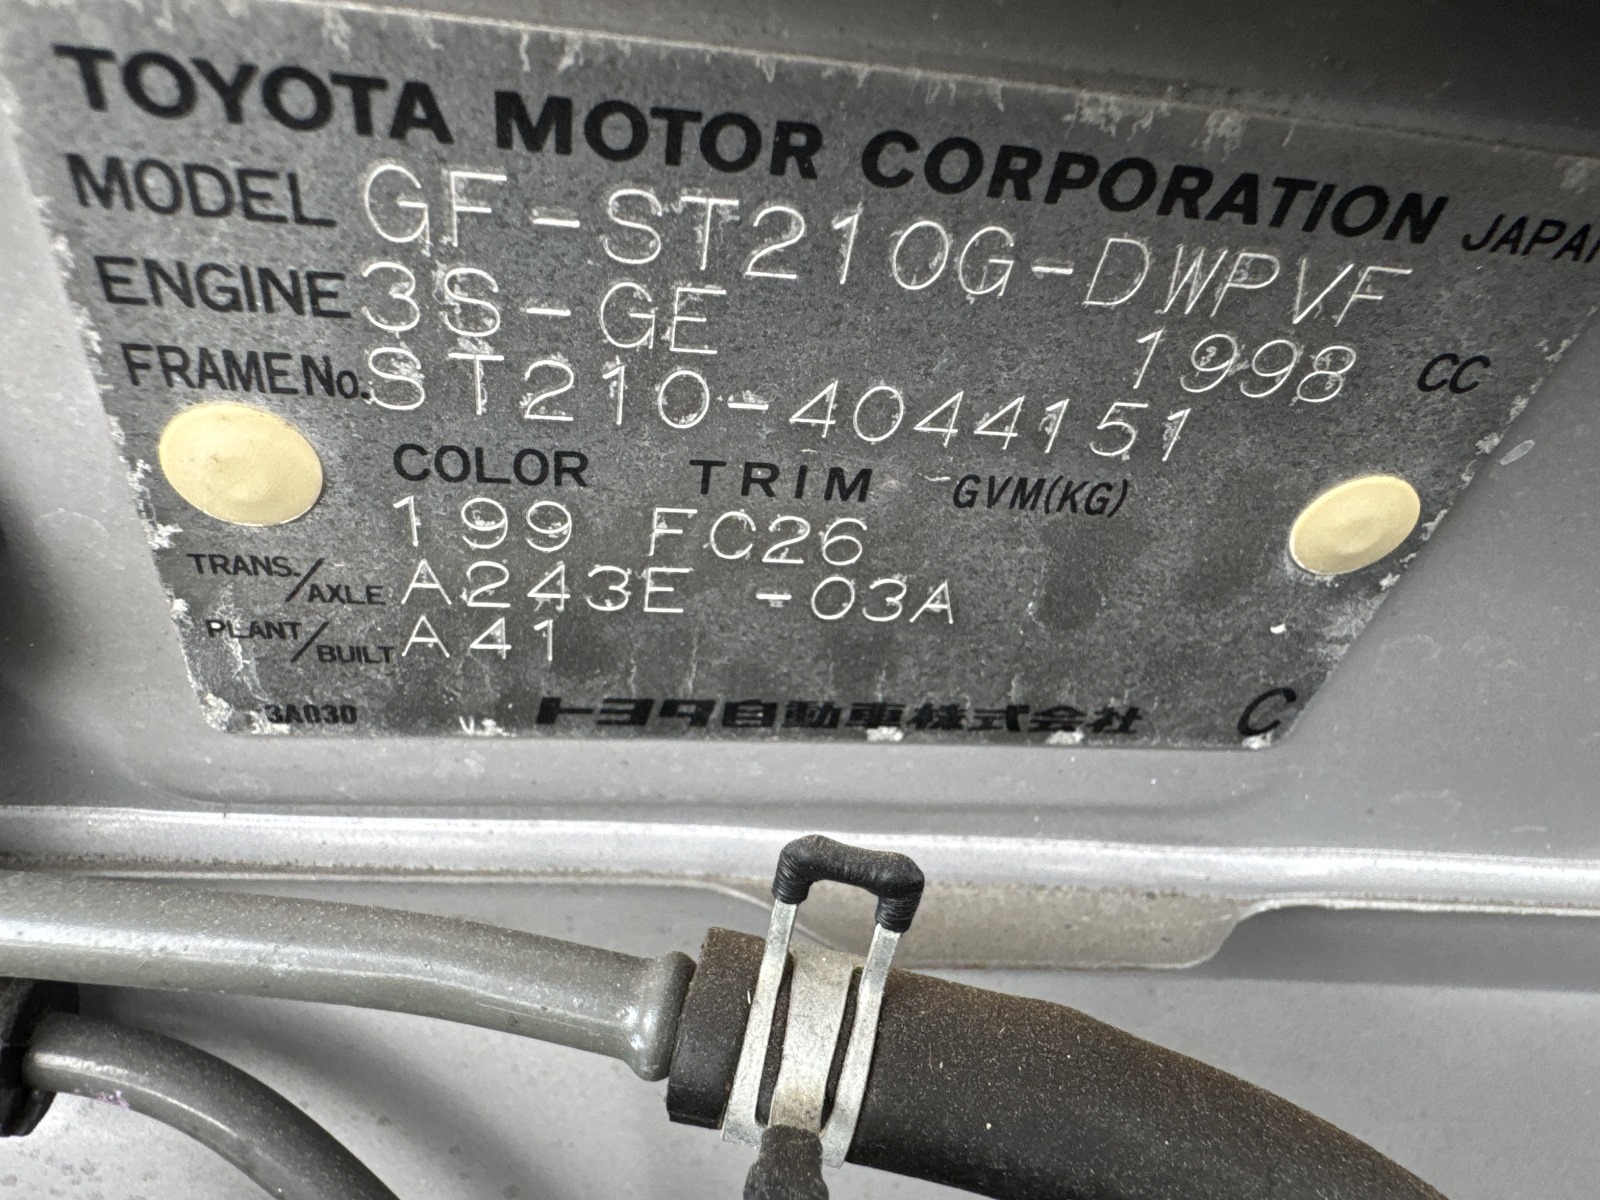 TOYOTA MOTOR CORPORATION JAPAN
MODEL GF-ST210G-DWPVF
ENGINE 3S-GE 1998 CC
FRAME No. ST210-4044151
COLOR TRIM GVM(KG)
199 FC26
TRANS./AXLE A243E -03A
PLANT/BUILT A41
3A030 トヨタ自動車株式会社 C